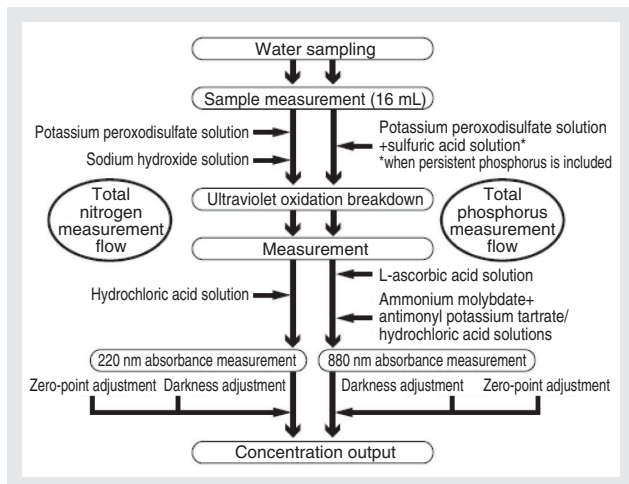 Water sampling
Sample measurement (16 mL)
Potassium peroxodisulfate solution
Sodium hydroxide solution
Potassium peroxodisulfate solution
+sulfuric acid solution*
*when persistent phosphorus is included
Total
nitrogen
measurement
flow
Ultraviolet oxidation breakdown
Total
phosphorus
measurement
flow
Measurement
Hydrochloric acid solution
L-ascorbic acid solution
Ammonium molybdate+
antimonyl potassium tartrate/
hydrochloric acid solutions
220 nm absorbance measurement
880 nm absorbance measurement
Zero-point adjustment
Darkness adjustment
Darkness adjustment
Zero-point adjustment
Concentration output